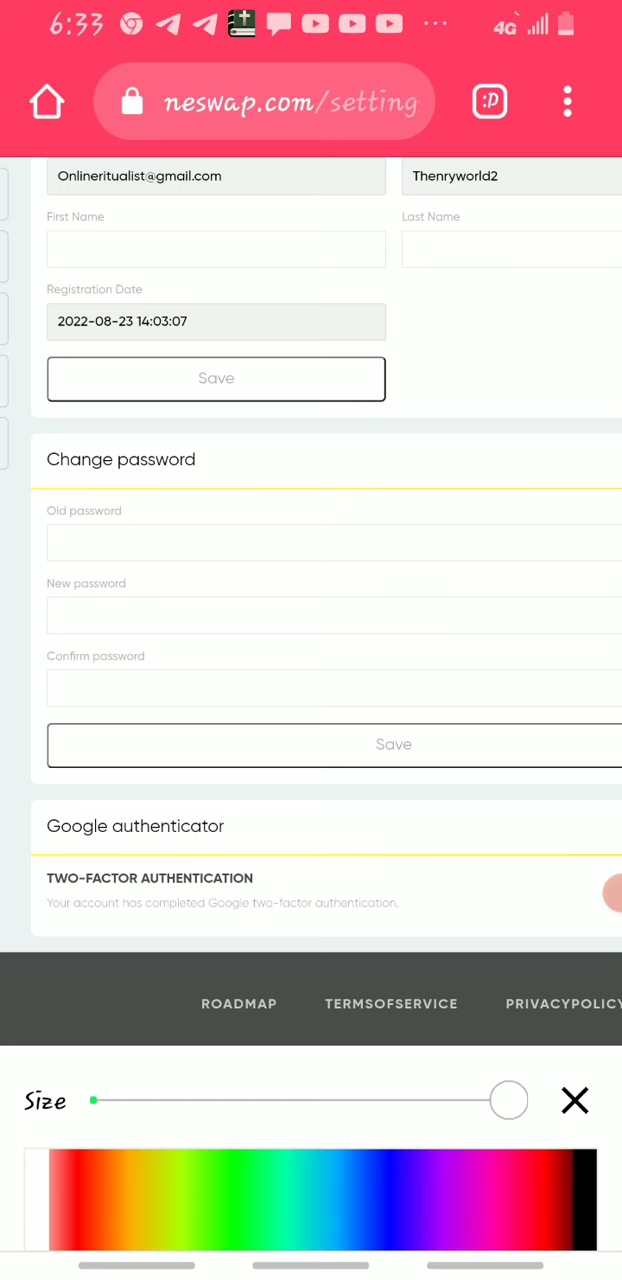 6:33
4G
neswap.com/setting
:D
Onlineritualist@gmail.com Thenryworld2
First Name Last Name
Registration Date
2022-08-23 14:03:07
Save
Change password
Old password
New password
Confirm password
Save
Google authenticator
TWO-FACTOR AUTHENTICATION
Your account has completed Google two-factor authentication.
ROADMAP TERMSOFSERVICE PRIVACYPOLICY
Size